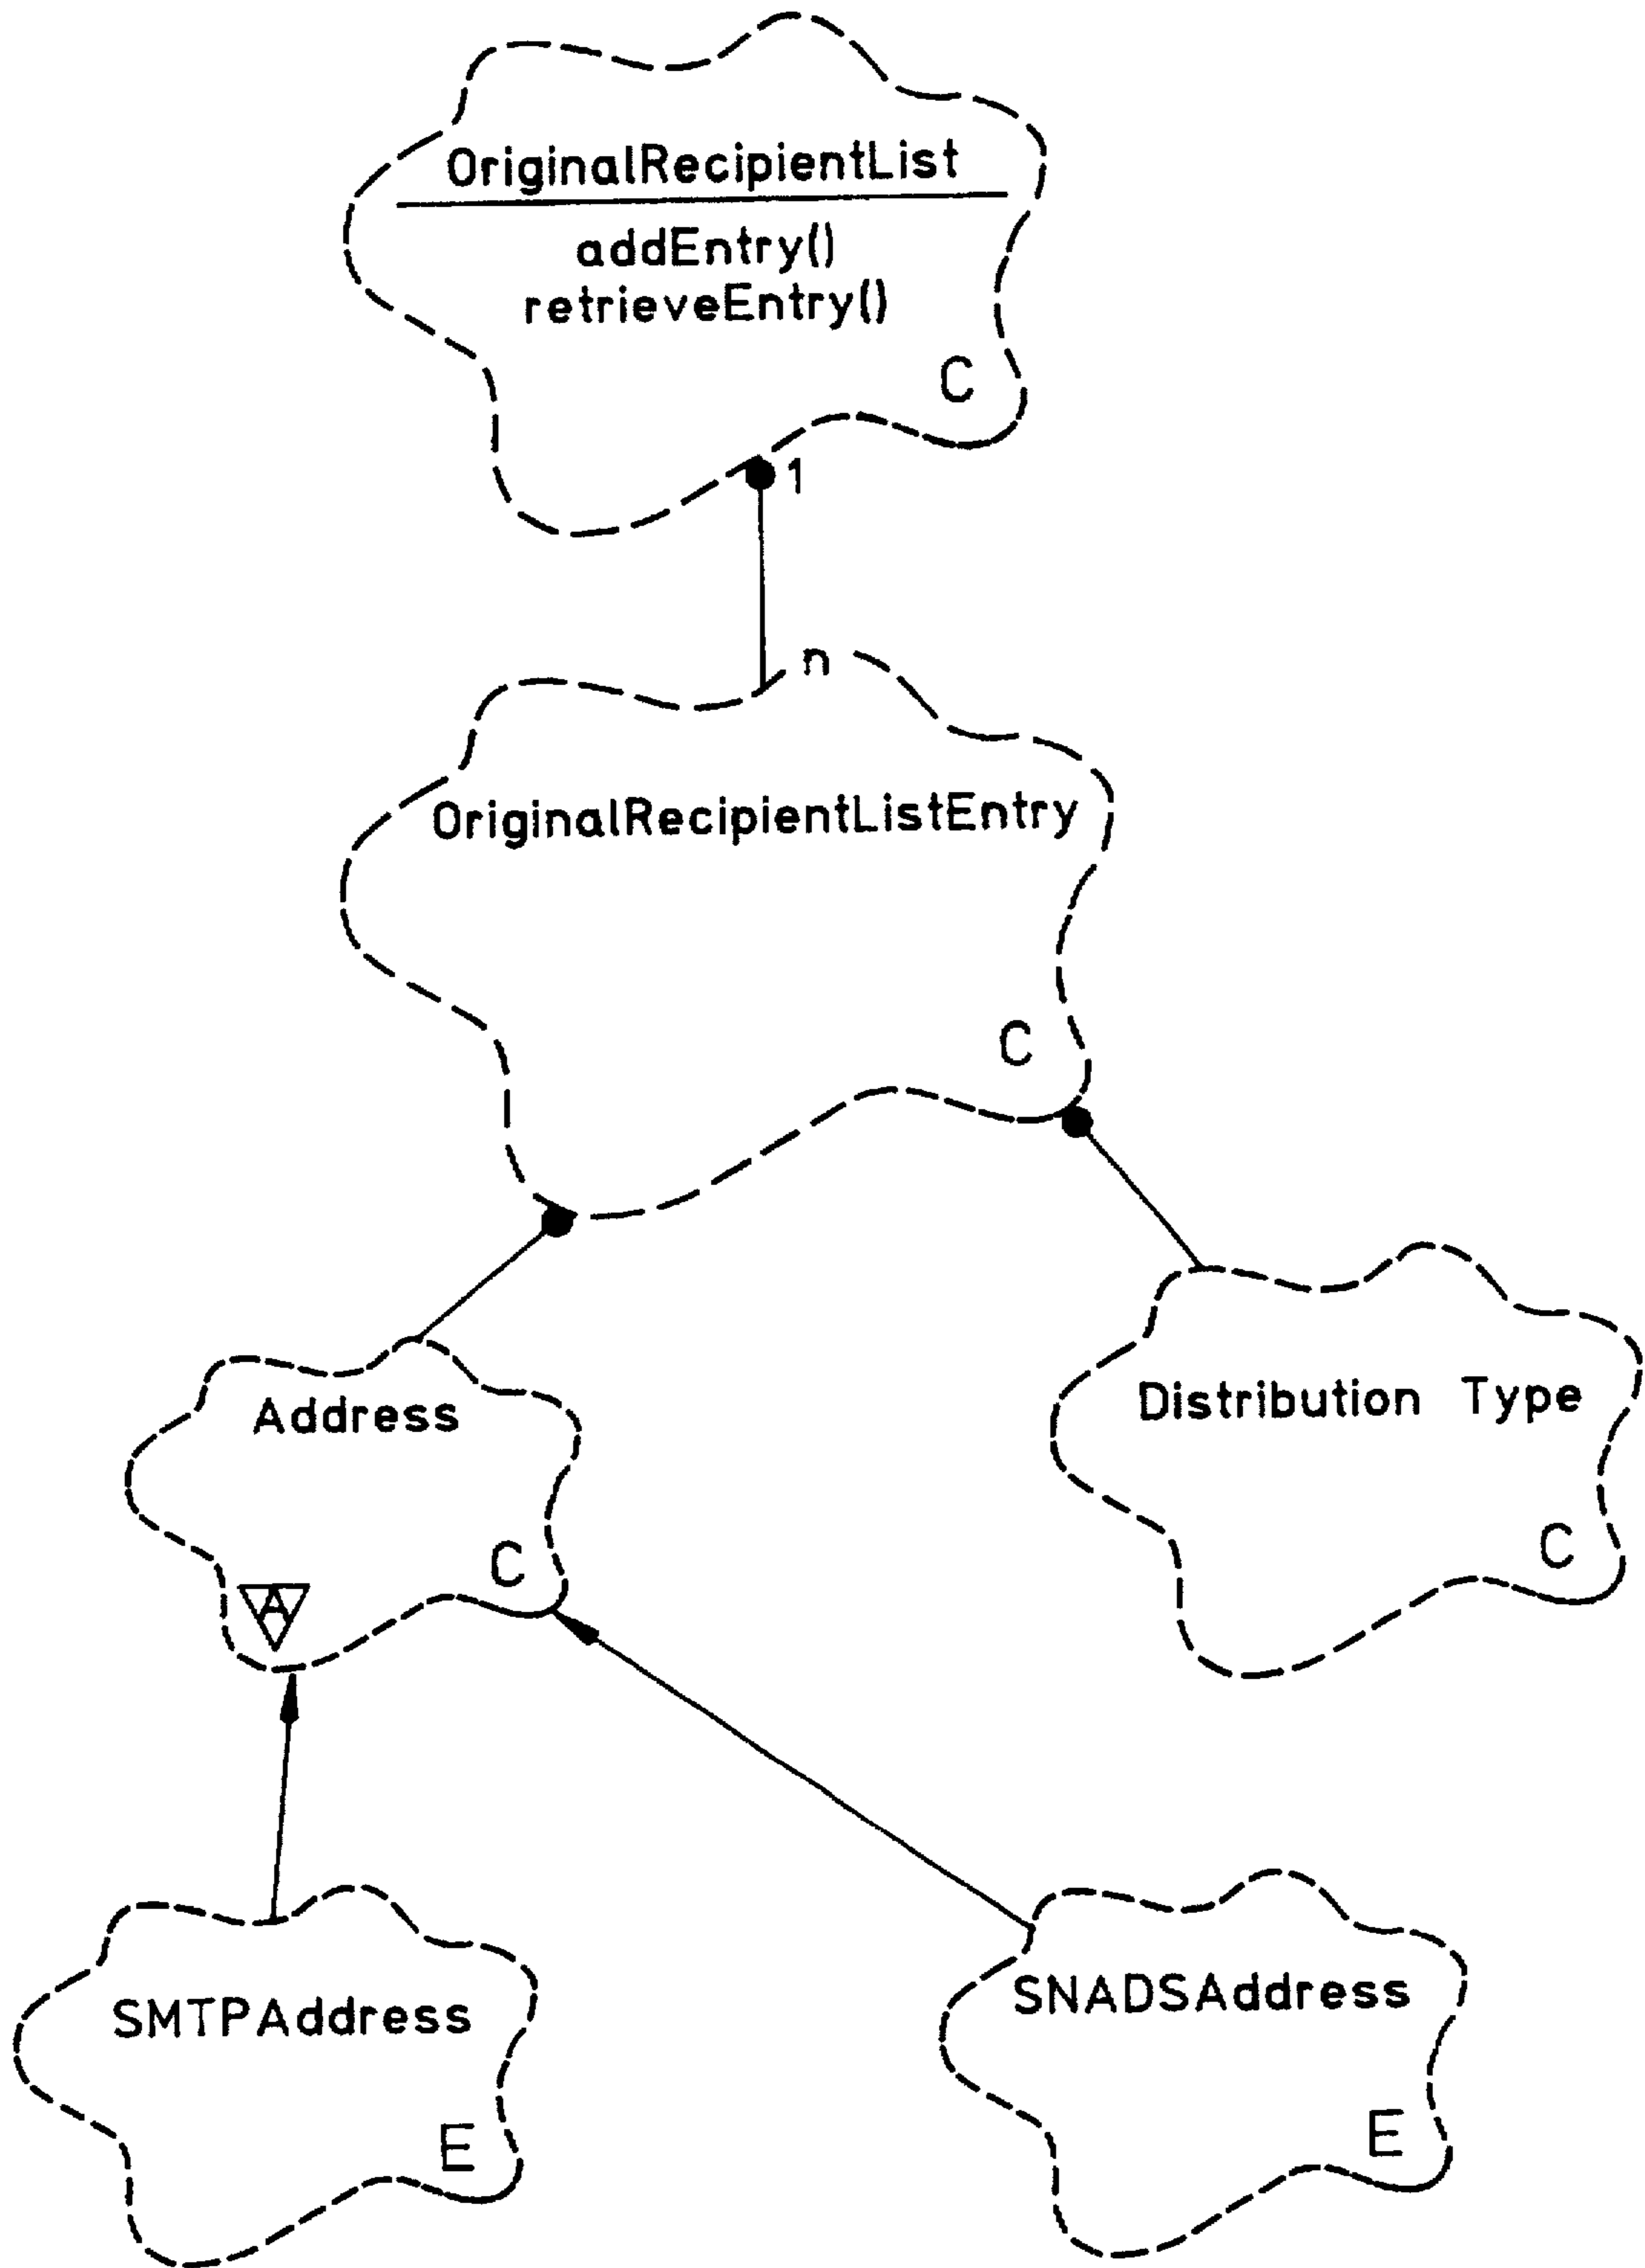 OriginalRecipientList
addEntry()
retrieveEntry()
C
1
n
OriginalRecipientListEntry
C
Address
C
A
Distribution Type
C
SMTPAddress
E
SNADSAddress
E